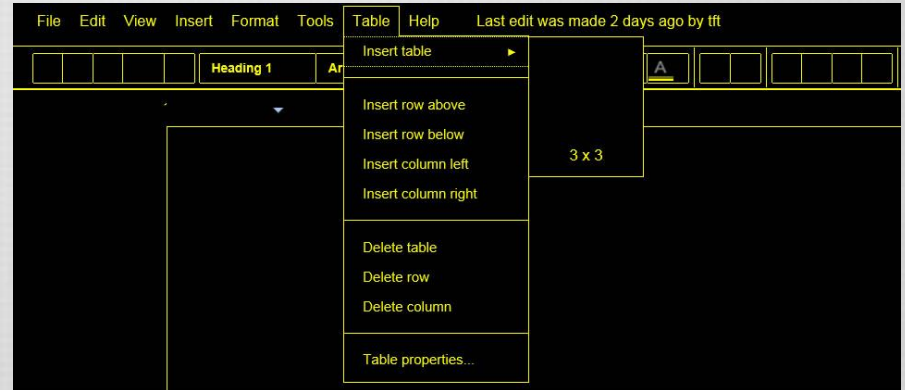 File Edit View Insert Format Tools Table Help Last edit was made 2 days ago by tft
Insert table
Heading 1 Ar A
Insert row above
Insert row below
3 x 3
Insert column left
Insert column right
Delete table
Delete row
Delete column
Table properties...